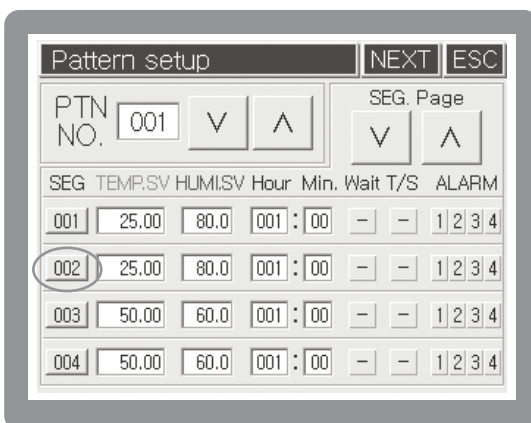 Pattern setup NEXT ESC
PTN NO. 001 V Λ SEG. Page V Λ
SEG TEMP.SV HUMI.SV Hour Min. Wait T/S ALARM
001 25.00 80.0 001 : 00 - - 1 2 3 4
002 25.00 80.0 001 : 00 - - 1 2 3 4
003 50.00 60.0 001 : 00 - - 1 2 3 4
004 50.00 60.0 001 : 00 - - 1 2 3 4